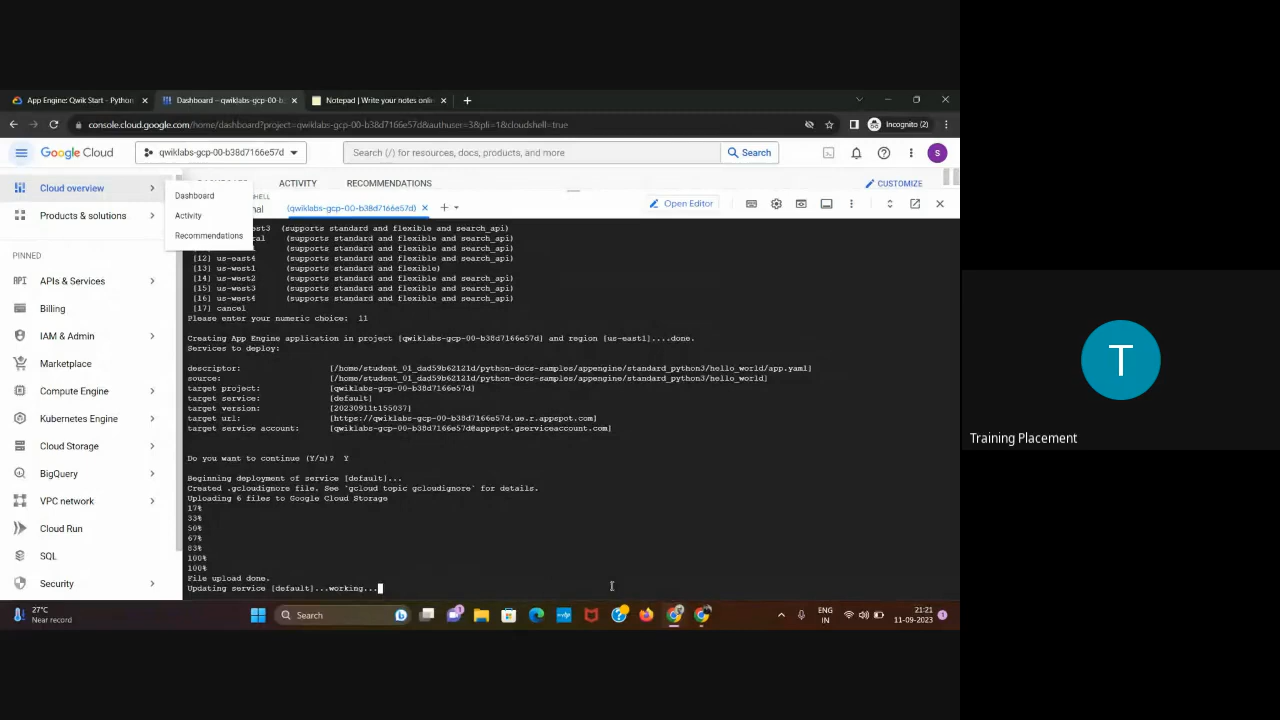 App Engine: Qwik Start - Python
Dashboard – qwiklabs-gcp-00-b
Notepad | Write your notes onlin
console.cloud.google.com/home/dashboard?project=qwiklabs-gcp-00-b38d7166e57d&authuser=3&pli=1&cloudshell=true
Incognito (2)
Google Cloud
qwiklabs-gcp-00-b38d7166e57d
Search (/) for resources, docs, products, and more
Search
S
Cloud overview
Products & solutions
PINNED
APIs & Services
Billing
IAM & Admin
Marketplace
Compute Engine
Kubernetes Engine
Cloud Storage
BigQuery
VPC network
Cloud Run
SQL
Security
Dashboard
Activity
Recommendations
ACTIVITY
RECOMMENDATIONS
CUSTOMIZE
(qwiklabs-gcp-00-b38d7166e57d)
Open Editor
(supports standard and flexible and search_api)
(supports standard and flexible and search_api)
(supports standard and flexible and search_api)
[12] us-east4 (supports standard and flexible and search_api)
[13] us-west1 (supports standard and flexible)
[14] us-west2 (supports standard and flexible and search_api)
[15] us-west3 (supports standard and flexible and search_api)
[16] us-west4 (supports standard and flexible and search_api)
[17] cancel
Please enter your numeric choice: 11
Creating App Engine application in project [qwiklabs-gcp-00-b38d7166e57d] and region [us-east1]....done.
Services to deploy:
descriptor: [/home/student_01_dad59b62121d/python-docs-samples/appengine/standard_python3/hello_world/app.yaml]
source: [/home/student_01_dad59b62121d/python-docs-samples/appengine/standard_python3/hello_world]
target project: [qwiklabs-gcp-00-b38d7166e57d]
target service: [default]
target version: [20230911t155037]
target url: [https://qwiklabs-gcp-00-b38d7166e57d.ue.r.appspot.com]
target service account: [qwiklabs-gcp-00-b38d7166e57d@appspot.gserviceaccount.com]
Do you want to continue (Y/n)? Y
Beginning deployment of service [default]...
Created .gcloudignore file. See `gcloud topic gcloudignore` for details.
Uploading 6 files to Google Cloud Storage
17%
33%
50%
67%
83%
100%
100%
File upload done.
Updating service [default]...working...
T
Training Placement
27°C
Near record
Search
ENG
IN
21:21
11-09-2023